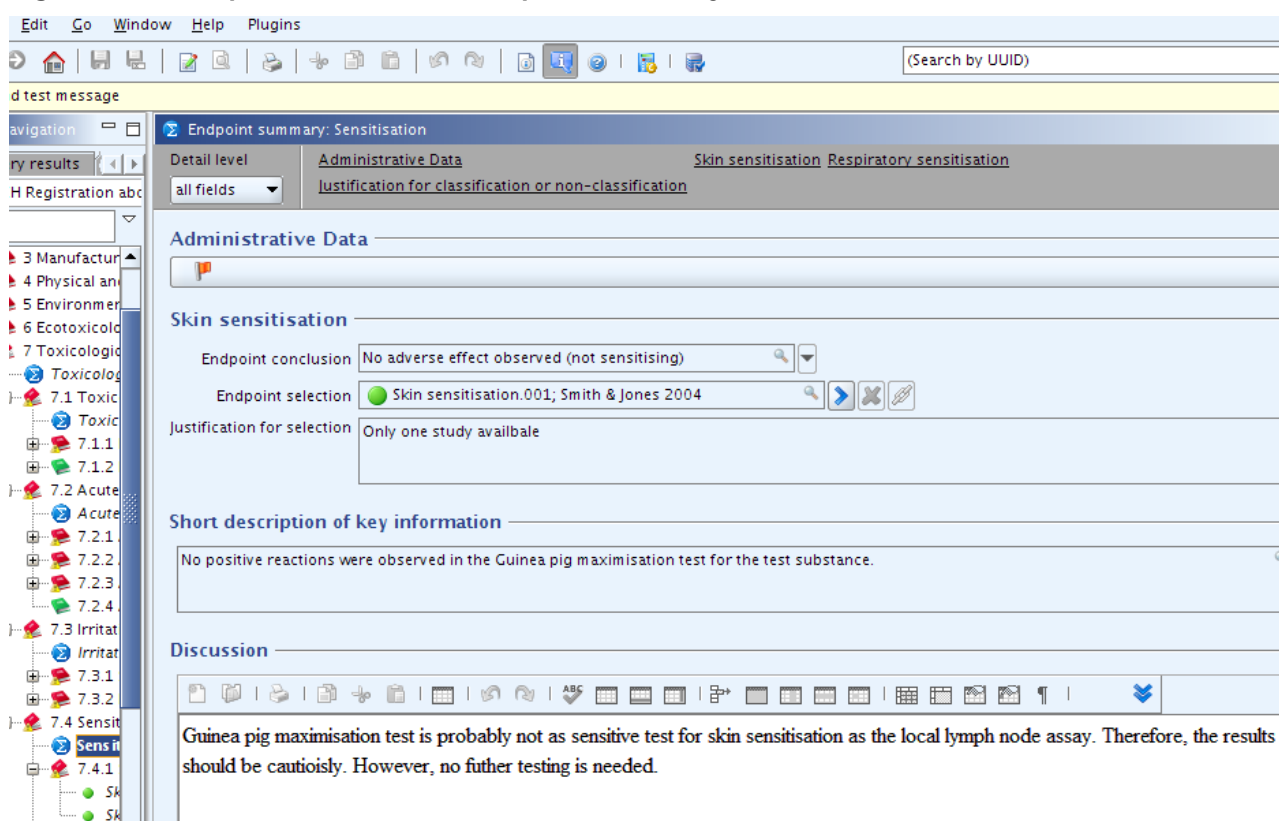 Edit Go Window Help Plugins
(Search by UUID)
d test message
avigation
Endpoint summary: Sensitisation
ry results
Detail level
Administrative Data Skin sensitisation Respiratory sensitisation
H Registration abc
all fields
Justification for classification or non-classification
Administrative Data
3 Manufactur
4 Physical an
5 Environmer
6 Ecotoxicolo
7 Toxicologic
Toxicolog
7.1 Toxic
Toxic
7.1.1
7.1.2
7.2 Acute
Acute
7.2.1
7.2.2
7.2.3
7.2.4
7.3 Irritat
Irritat
7.3.1
7.3.2
7.4 Sensit
Sensit
7.4.1
Sk
Sk
Skin sensitisation
Endpoint conclusion No adverse effect observed (not sensitising)
Endpoint selection Skin sensitisation.001; Smith & Jones 2004
Justification for selection Only one study availbale
Short description of key information
No positive reactions were observed in the Guinea pig maximisation test for the test substance.
Discussion
ABC
Guinea pig maximisation test is probably not as sensitive test for skin sensitisation as the local lymph node assay. Therefore, the results
should be cautioisly. However, no futher testing is needed.